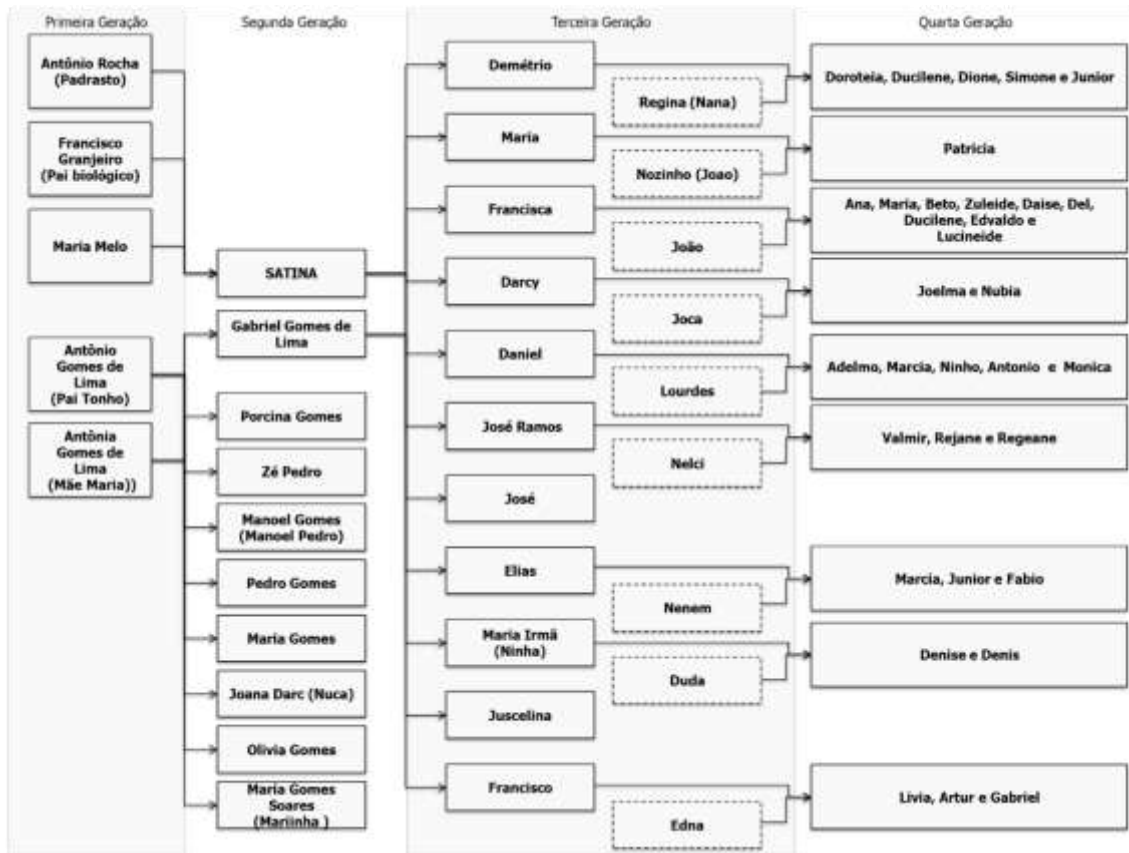 Primeira Geração
Segunda Geração
Terceira Geração
Quarta Geração
Antônio Rocha
(Padrasto)
Francisco
Granjeiro
(Pai biológico)
Maria Melo
Antônio
Gomes de
Lima
(Pai Tonho)
Antônia
Gomes de
Lima
(Mãe Maria))
SATINA
Gabriel Gomes de
Lima
Porcina Gomes
Zé Pedro
Manoel Gomes
(Manoel Pedro)
Pedro Gomes
Maria Gomes
Joana Darc (Nuca)
Olivia Gomes
Maria Gomes
Soares
(Mariinha )
Demétrio
Regina (Nana)
Maria
Nozinho (Joao)
Francisca
João
Darcy
Joca
Daniel
Lourdes
José Ramos
Nelci
José
Elias
Nenem
Maria Irmã
(Ninha)
Duda
Juscelina
Francisco
Edna
Doroteia, Ducilene, Dione, Simone e Junior
Patricia
Ana, Maria, Beto, Zuleide, Daise, Del,
Ducilene, Edvaldo e
Lucineide
Joelma e Nubia
Adelmo, Marcia, Ninho, Antonio e Monica
Valmir, Rejane e Regeane
Marcia, Junior e Fabio
Denise e Denis
Livia, Artur e Gabriel